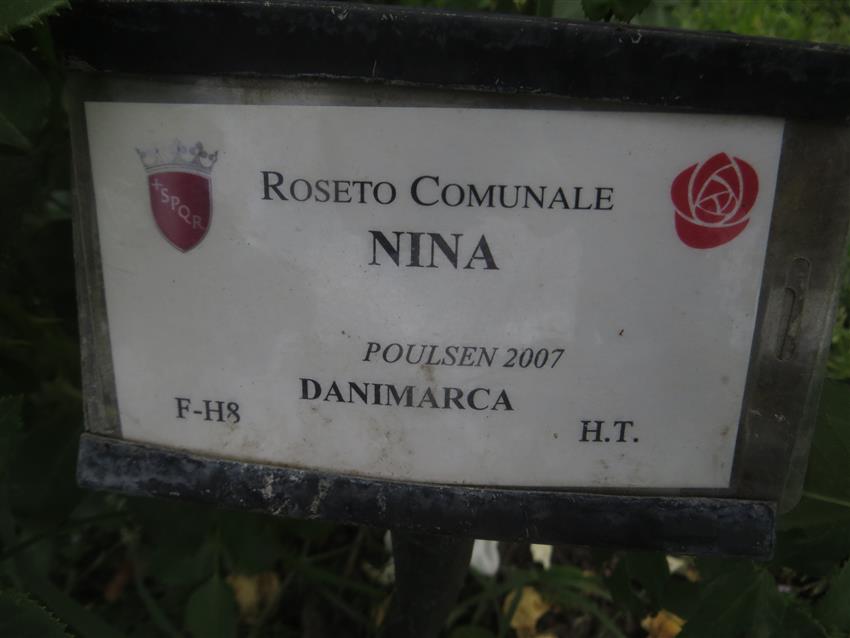 SPQR
ROSETO COMUNALE
NINA
POULSEN 2007
DANIMARCA
F-H8
H.T.